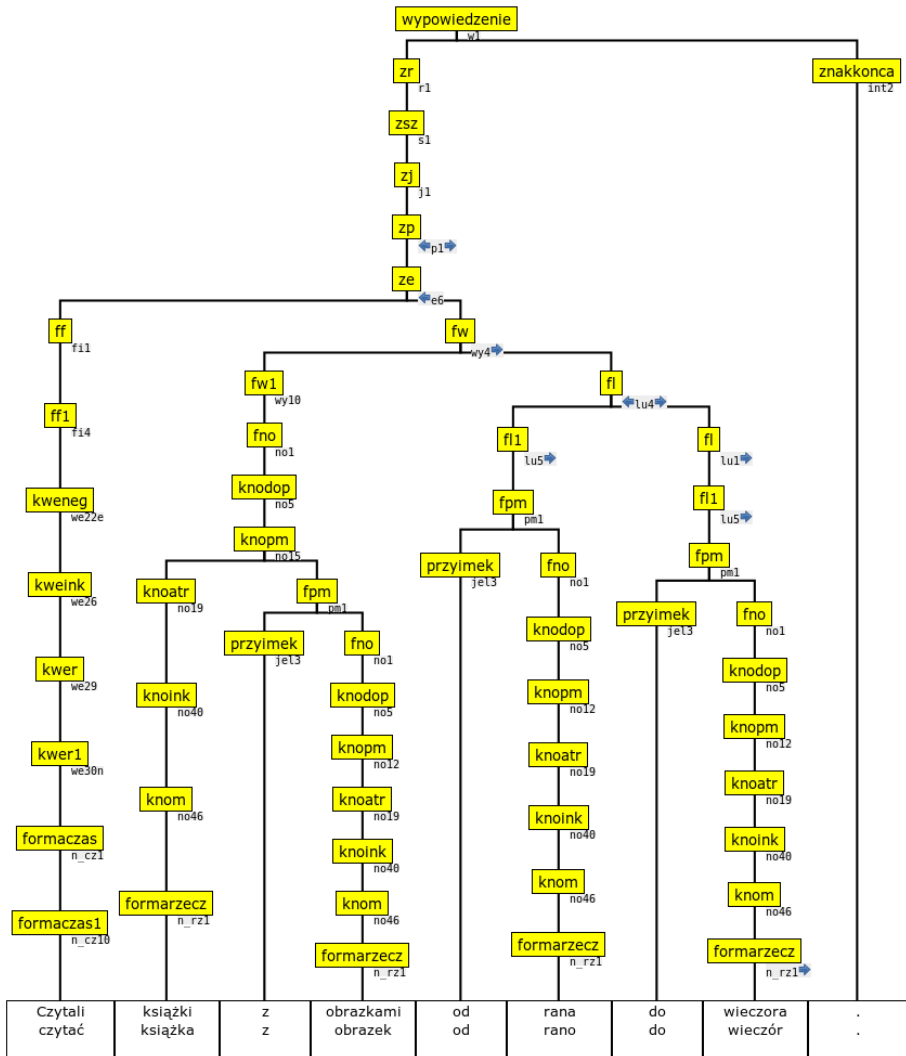 wypowiedzenie
w1
zr znakkonca
r1 int2
zsz
s1
zj
j1
zp
p1
ze
e6
ff fw
fi1 wy4
fw1 fl
wy10 lu4
ff1 fno fl1 fl
fi4 no1 lu5 lu1
kweneg knodop fpm fl1
we22e no5 pm1 lu5
knopm fpm
no15 pm1
kweink knoatr fpm przyimek fno
we26 no19 pm1 jel3 no1
przyimek fno knodop przyimek fno
jel3 no1 no5 jel3 no1
kwer knoink knodop knopm knodop
we29 no40 no5 no12 no5
kwer1 knopm knoatr knopm
we30n no12 no19 no12
knom knoatr knoink knoatr
no46 no19 no40 no19
formaczas knoink knom knoink
n_cz1 no40 no46 no40
formaczas1 formarzecz knom formarzecz knom
n_cz10 n_rz1 no46 n_rz1 no46
formarzecz formarzecz
n_rz1 n_rz1
Czytali książki z obrazkami od rana do wieczora .
czytać książka z obrazek od rano do wieczór .